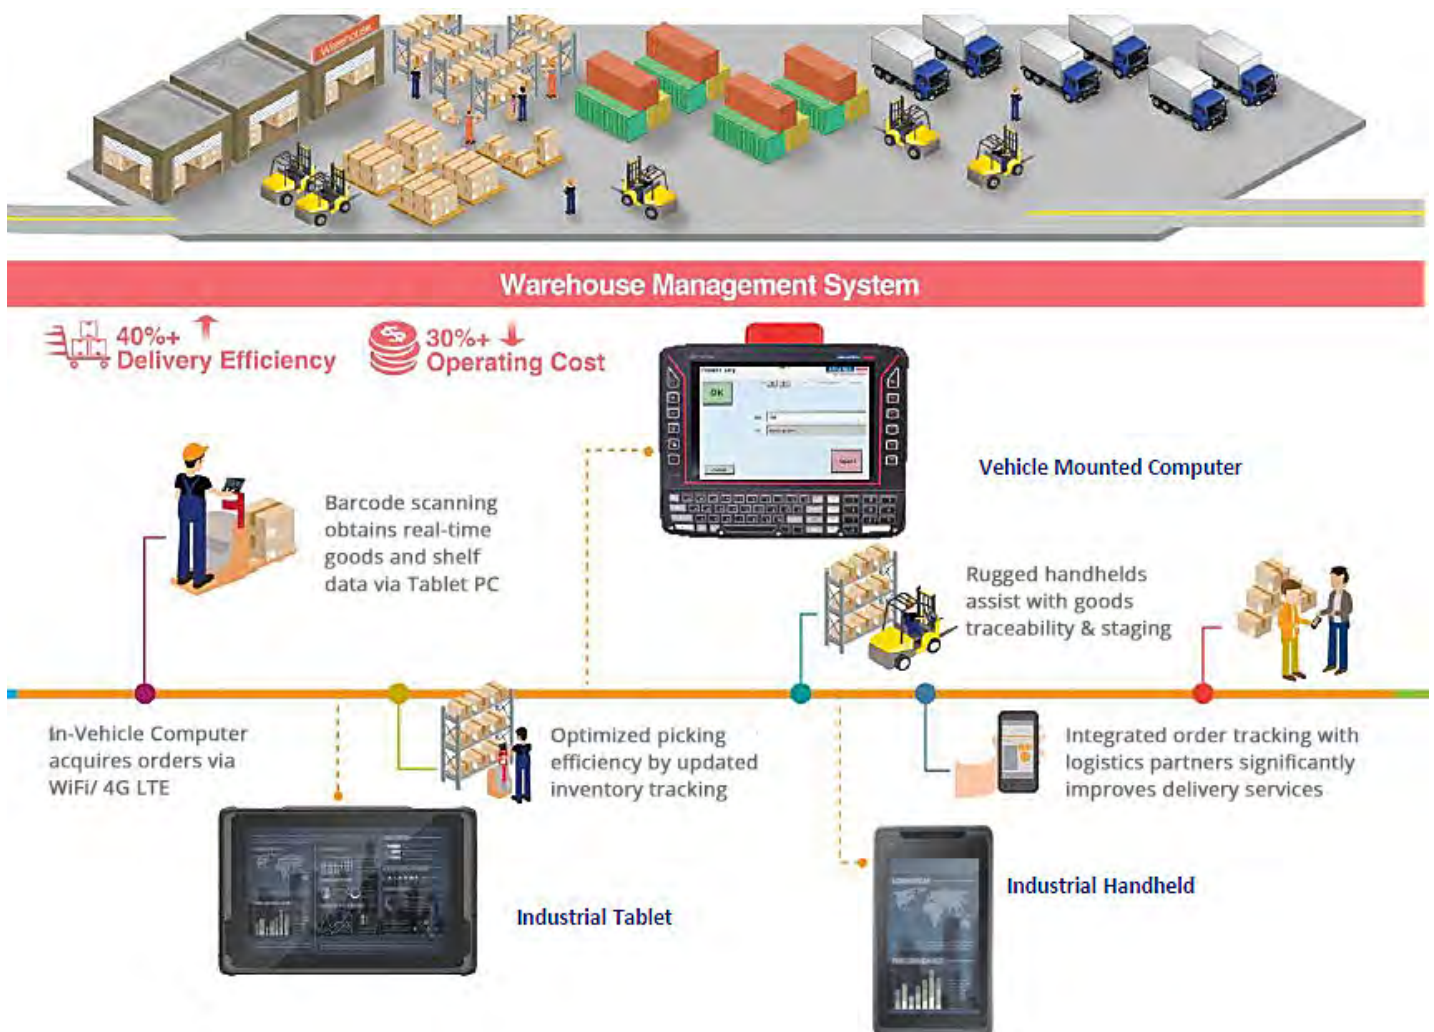 Warehouse
Warehouse Management System
40%+
Delivery Efficiency
30%+
Operating Cost
OK
Vehicle Mounted Computer
Barcode scanning
obtains real-time
goods and shelf
data via Tablet PC
Rugged handhelds
assist with goods
traceability & staging
In-Vehicle Computer
acquires orders via
WiFi/ 4G LTE
Optimized picking
efficiency by updated
inventory tracking
Integrated order tracking with
logistics partners significantly
improves delivery services
Industrial Tablet
Industrial Handheld